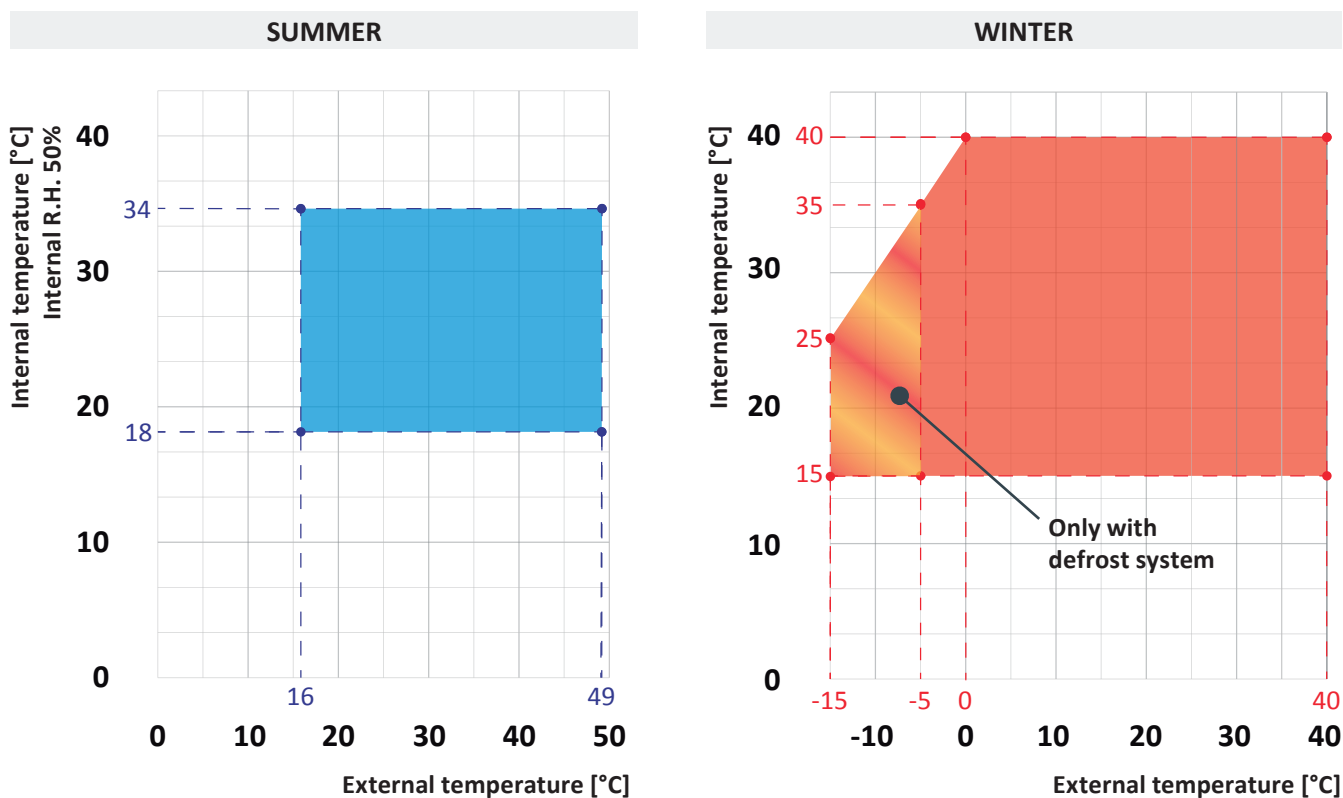 SUMMER
Internal temperature [°C]
Internal R.H. 50%
40
34
30
20
18
10
0
16
49
0 10 20 30 40 50
External temperature [°C]
WINTER
Internal temperature [°C]
40
40
35
30
25
20
15
Only with
defrost system
10
0
-15 -5 0 40
-10 0 10 20 30 40
External temperature [°C]